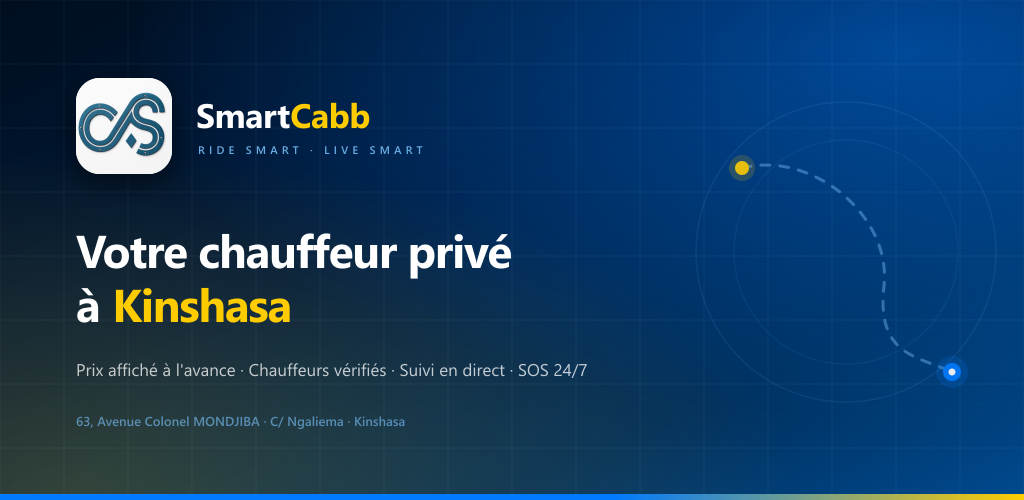 SmartCabb
RIDE SMART · LIVE SMART
Votre chauffeur privé
à Kinshasa
Prix affiché à l'avance · Chauffeurs vérifiés · Suivi en direct · SOS 24/7
63, Avenue Colonel MONDJIBA · C/ Ngaliema · Kinshasa